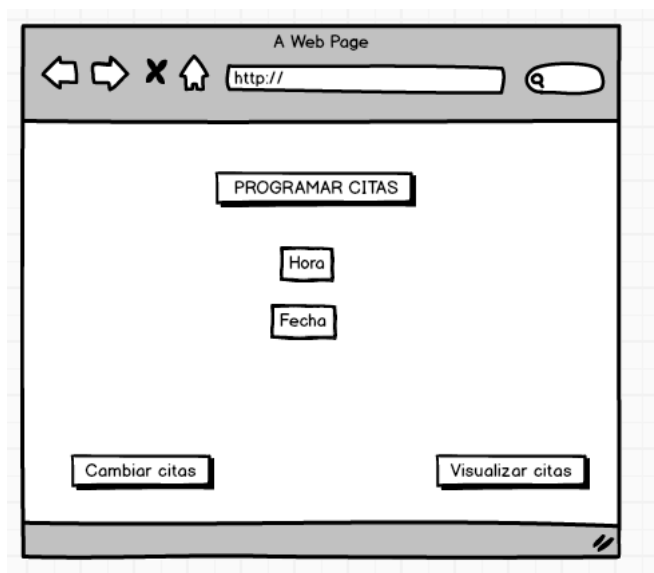 A Web Page
http://
PROGRAMAR CITAS
Hora
Fecha
Cambiar citas
Visualizar citas